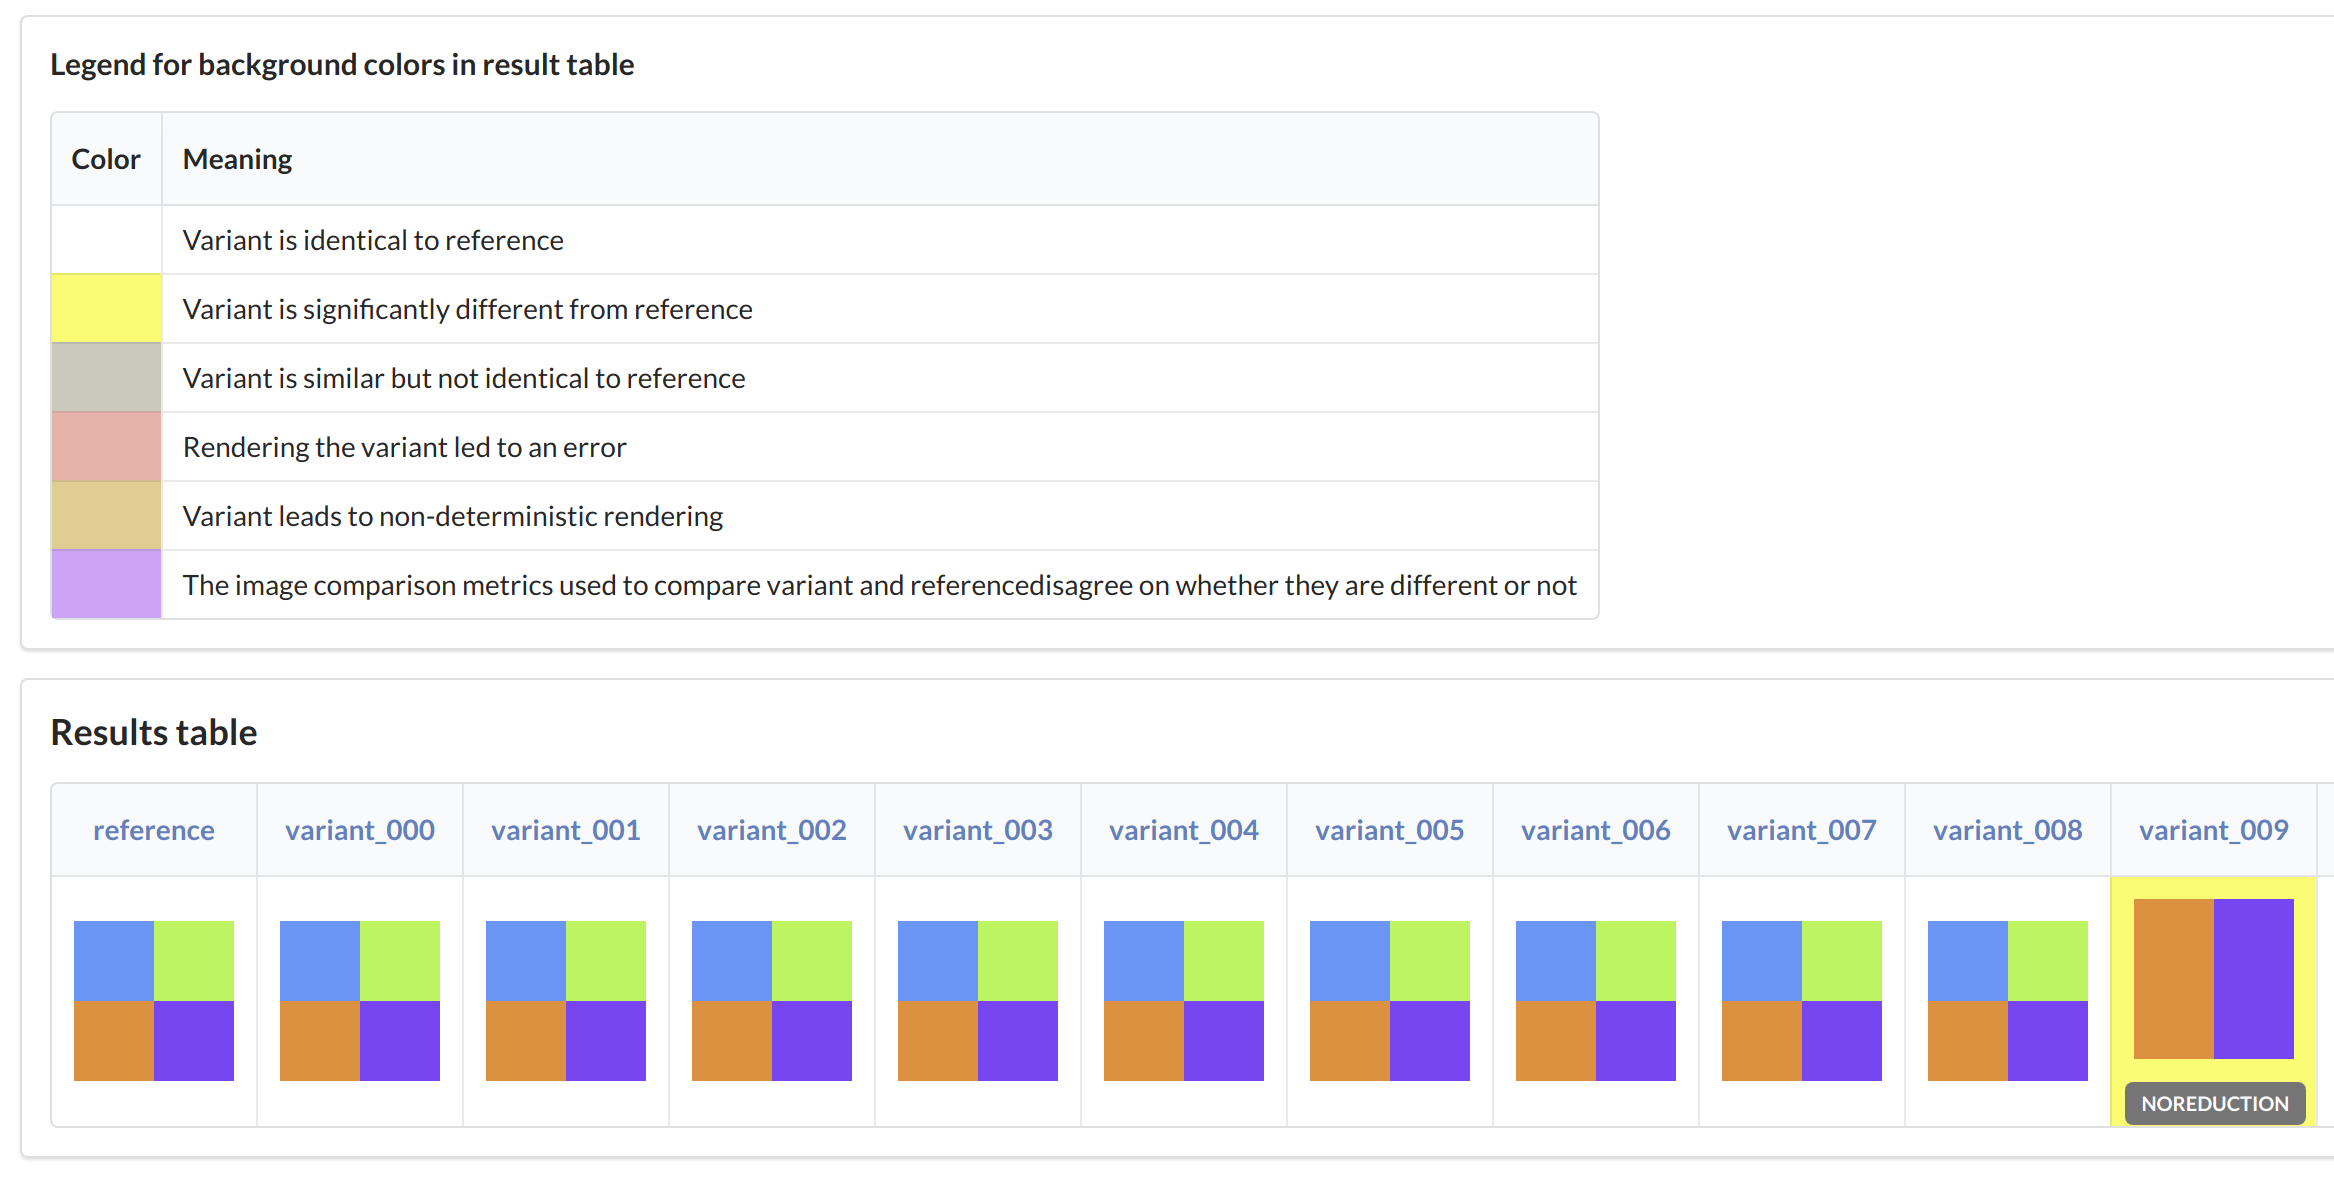 Legend for background colors in result table
Color Meaning
Variant is identical to reference
Variant is significantly different from reference
Variant is similar but not identical to reference
Rendering the variant led to an error
Variant leads to non-deterministic rendering
The image comparison metrics used to compare variant and referencedisagree on whether they are different or not
Results table
reference variant_000 variant_001 variant_002 variant_003 variant_004 variant_005 variant_006 variant_007 variant_008 variant_009
NOREDUCTION